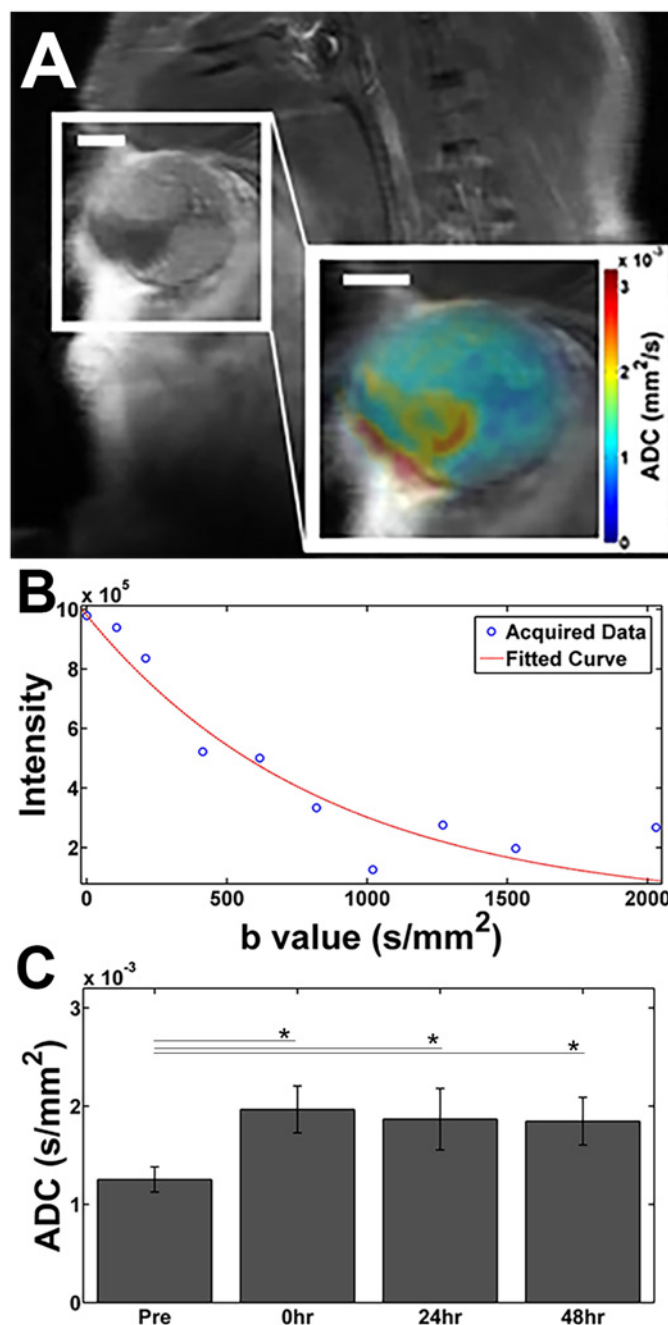 A
x 10⁻³
3
2
1
0
ADC (mm²/s)
B
x 10⁵
10
8
6
4
2
Intensity
Acquired Data
Fitted Curve
0 500 1000 1500 2000
b value (s/mm²)
C
x 10⁻³
3
2
1
0
ADC (s/mm²)
* * *
Pre 0hr 24hr 48hr